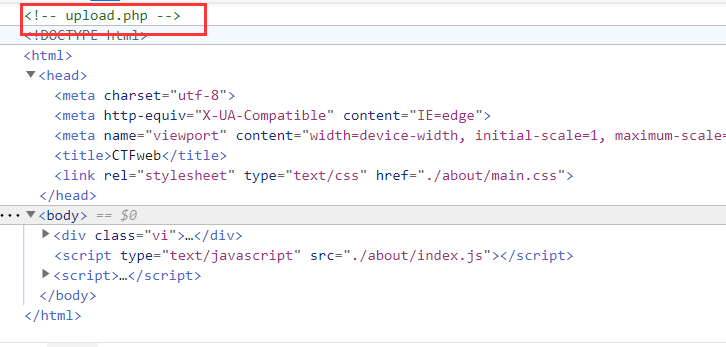 <!-- upload.php -->
<!DOCTYPE html>
<html>
▼<head>
<meta charset="utf-8">
<meta http-equiv="X-UA-Compatible" content="IE=edge">
<meta name="viewport" content="width=device-width, initial-scale=1, maximum-scale=
<title>CTFweb</title>
<link rel="stylesheet" type="text/css" href="./about/main.css">
</head>
•••▼<body> == $0
▶<div class="vi">…</div>
<script type="text/javascript" src="./about/index.js"></script>
▶<script>…</script>
</body>
</html>